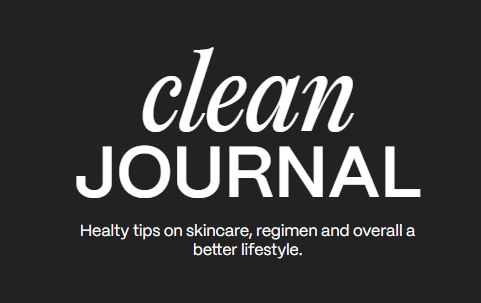 clean
JOURNAL
Healty tips on skincare, regimen and overall a
better lifestyle.